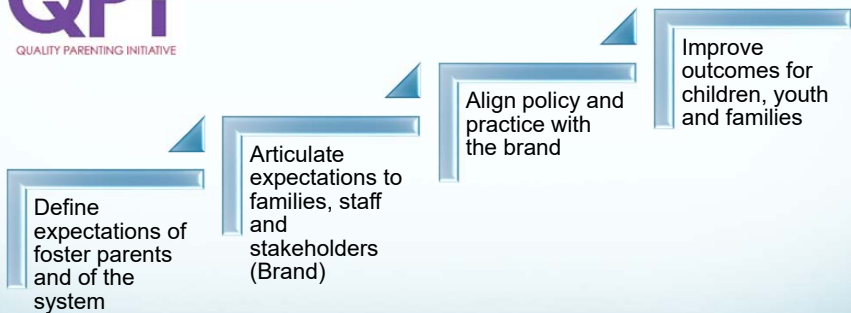 QPI
QUALITY PARENTING INITIATIVE
Define
expectations of
foster parents
and of the
system
Articulate
expectations to
families, staff
and
stakeholders
(Brand)
Align policy and
practice with
the brand
Improve
outcomes for
children, youth
and families